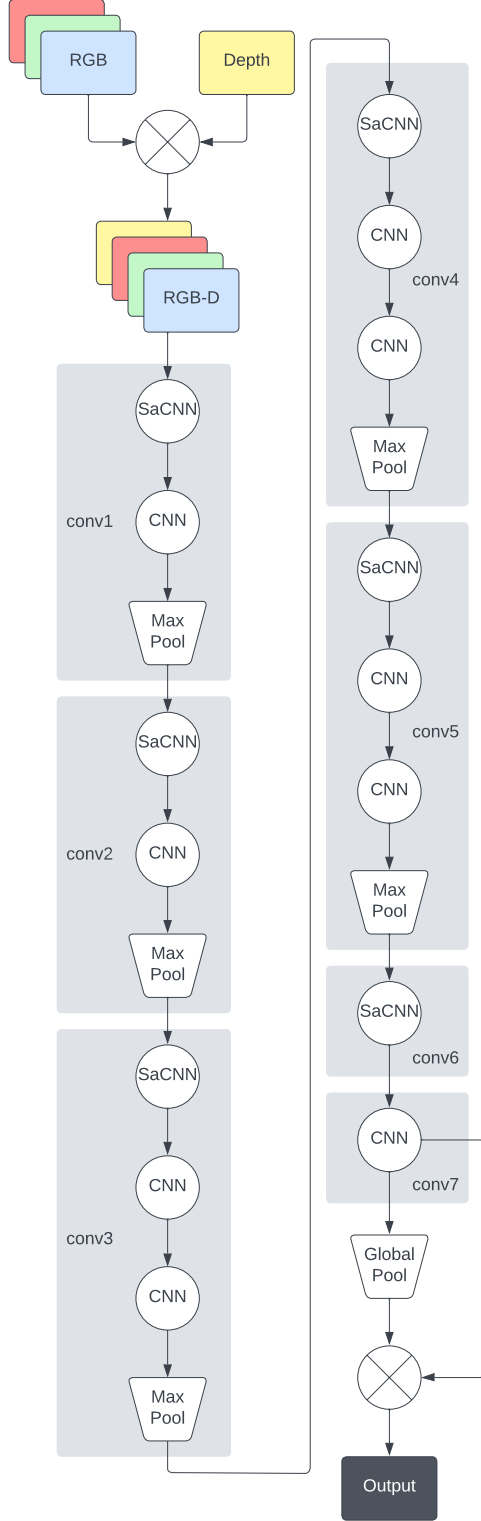 RGB
Depth
RGB-D
SaCNN
conv1
CNN
Max
Pool
SaCNN
conv2
CNN
Max
Pool
SaCNN
CNN
conv3
CNN
Max
Pool
SaCNN
CNN
conv4
CNN
Max
Pool
SaCNN
CNN
conv5
CNN
Max
Pool
SaCNN
conv6
CNN
conv7
Global
Pool
Output